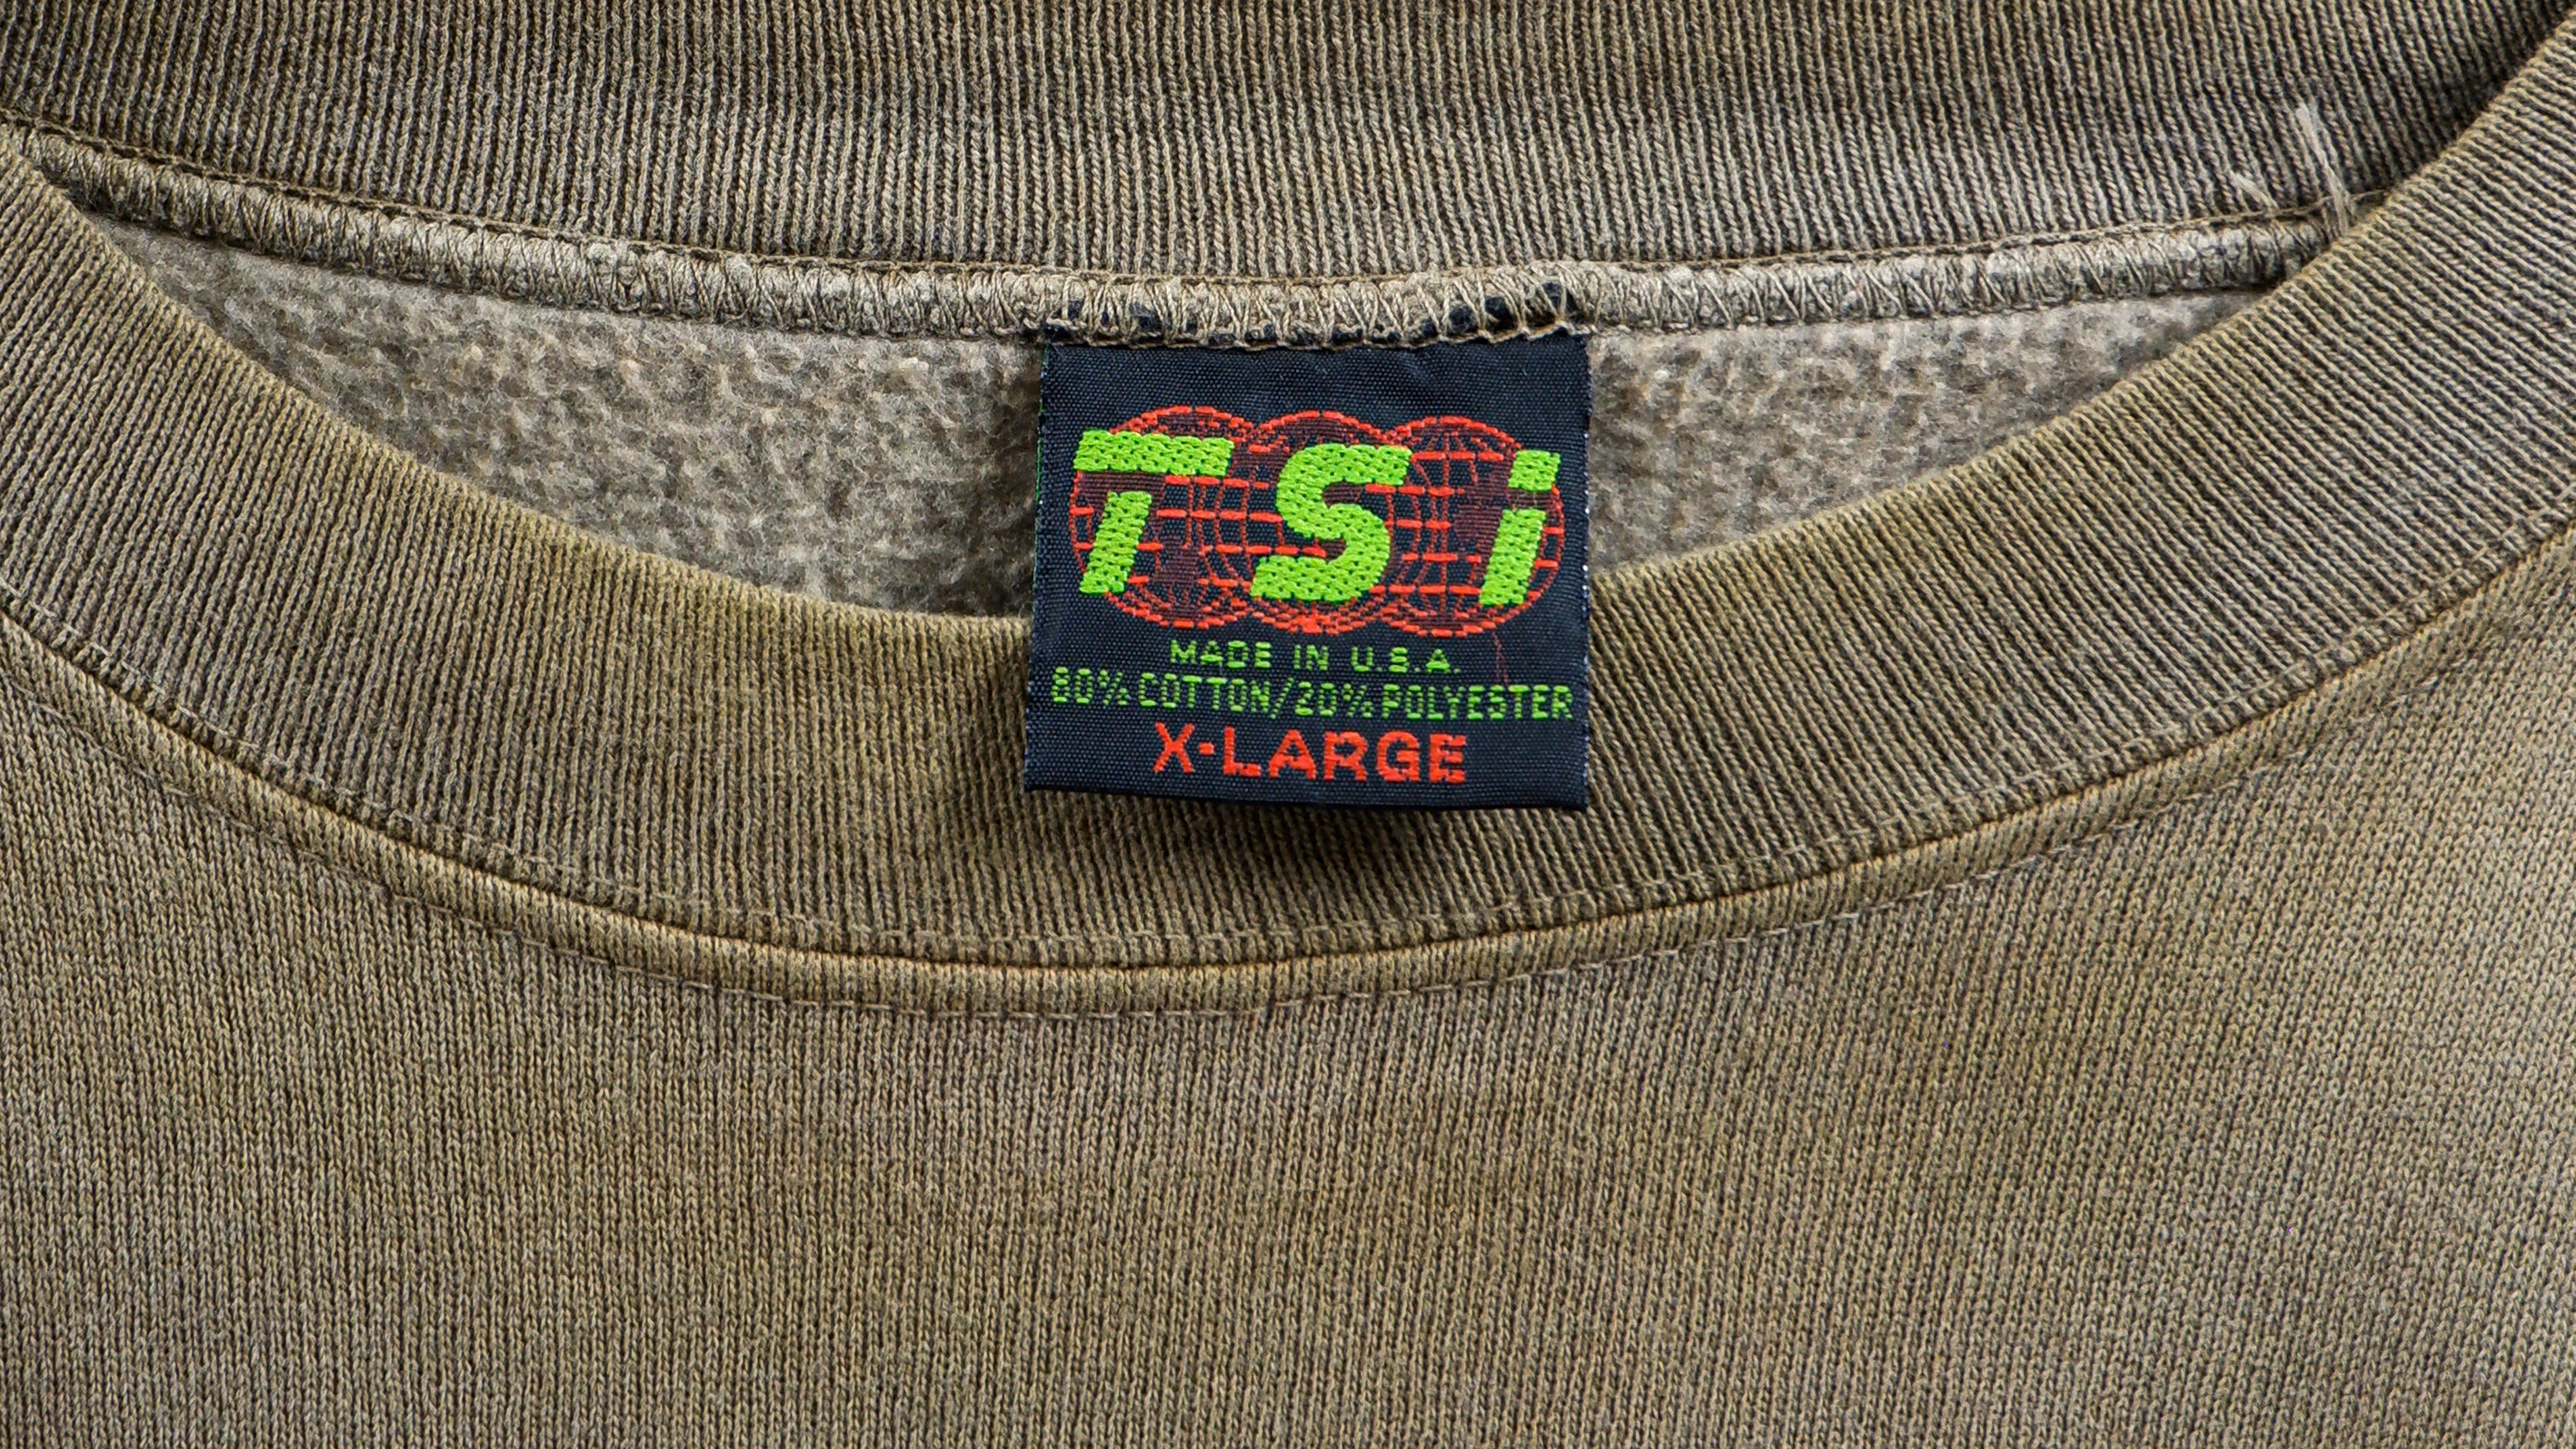 TSi
MADE IN U.S.A.
80% COTTON/20% POLYESTER
X-LARGE